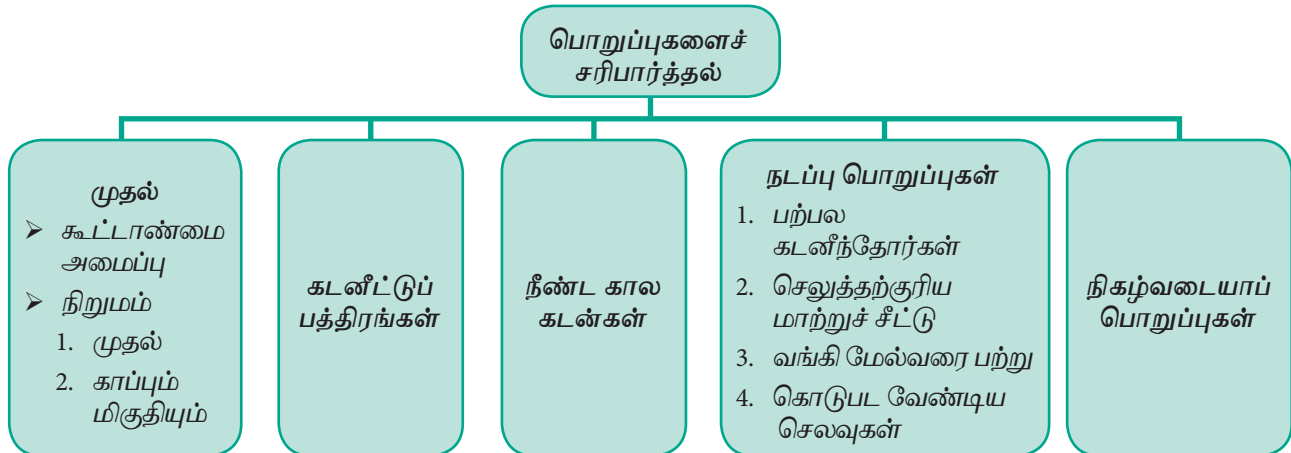 பொறுப்புகளைச்
சரிபார்த்தல்
முதல்
➢ கூட்டாண்மை
அமைப்பு
➢ நிறுமம்
1. முதல்
2. காப்பும்
மிகுதியும்
கடனீட்டுப்
பத்திரங்கள்
நீண்ட கால
கடன்கள்
நடப்பு பொறுப்புகள்
1. பற்பல
கடனீந்தோர்கள்
2. செலுத்தற்குரிய
மாற்றுச் சீட்டு
3. வங்கி மேல்வரை பற்று
4. கொடுபட வேண்டிய
செலவுகள்
நிகழ்வடையாப்
பொறுப்புகள்